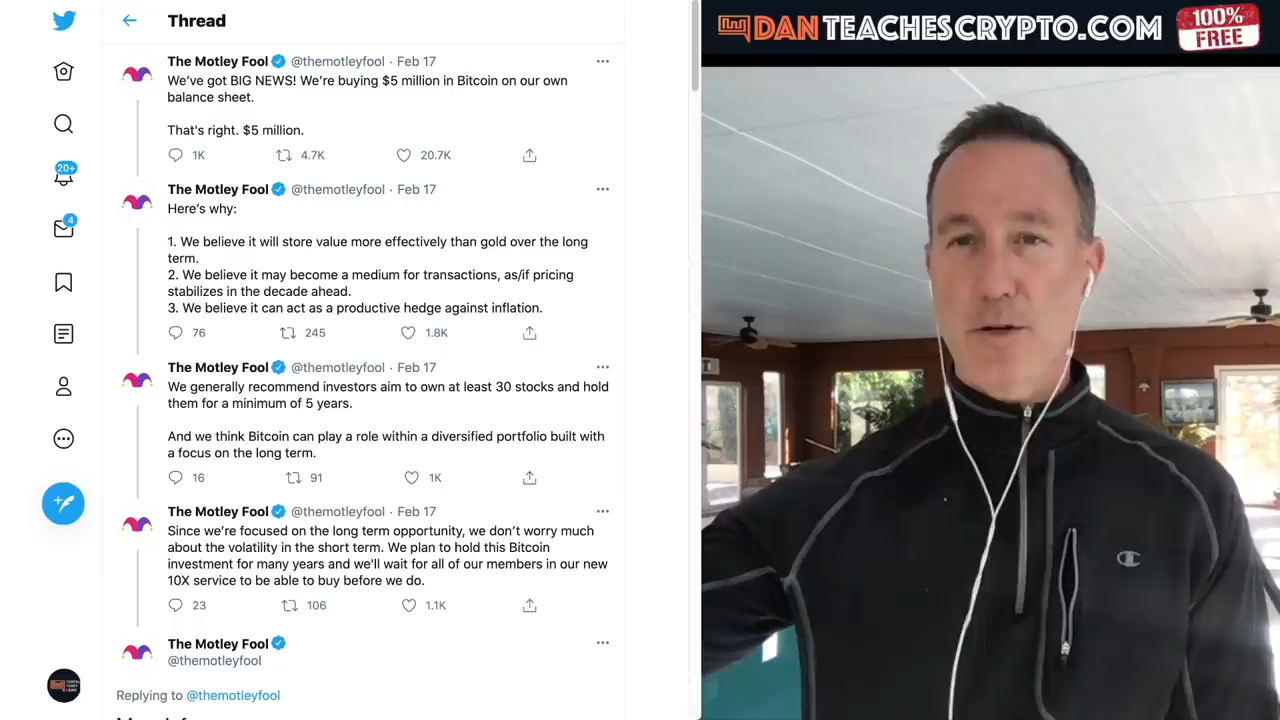 Thread
The Motley Fool @themotleyfool · Feb 17
We've got BIG NEWS! We're buying $5 million in Bitcoin on our own
balance sheet.
That's right. $5 million.
1K 4.7K 20.7K
The Motley Fool @themotleyfool · Feb 17
Here's why:
1. We believe it will store value more effectively than gold over the long
term.
2. We believe it may become a medium for transactions, as/if pricing
stabilizes in the decade ahead.
3. We believe it can act as a productive hedge against inflation.
76 245 1.8K
The Motley Fool @themotleyfool · Feb 17
We generally recommend investors aim to own at least 30 stocks and hold
them for a minimum of 5 years.
And we think Bitcoin can play a role within a diversified portfolio built with
a focus on the long term.
16 91 1K
The Motley Fool @themotleyfool · Feb 17
Since we're focused on the long term opportunity, we don't worry much
about the volatility in the short term. We plan to hold this Bitcoin
investment for many years and we'll wait for all of our members in our new
10X service to be able to buy before we do.
23 106 1.1K
The Motley Fool
@themotleyfool
Replying to @themotleyfool
20+
4
DANTEACHESCRYPTO.COM
100%
FREE